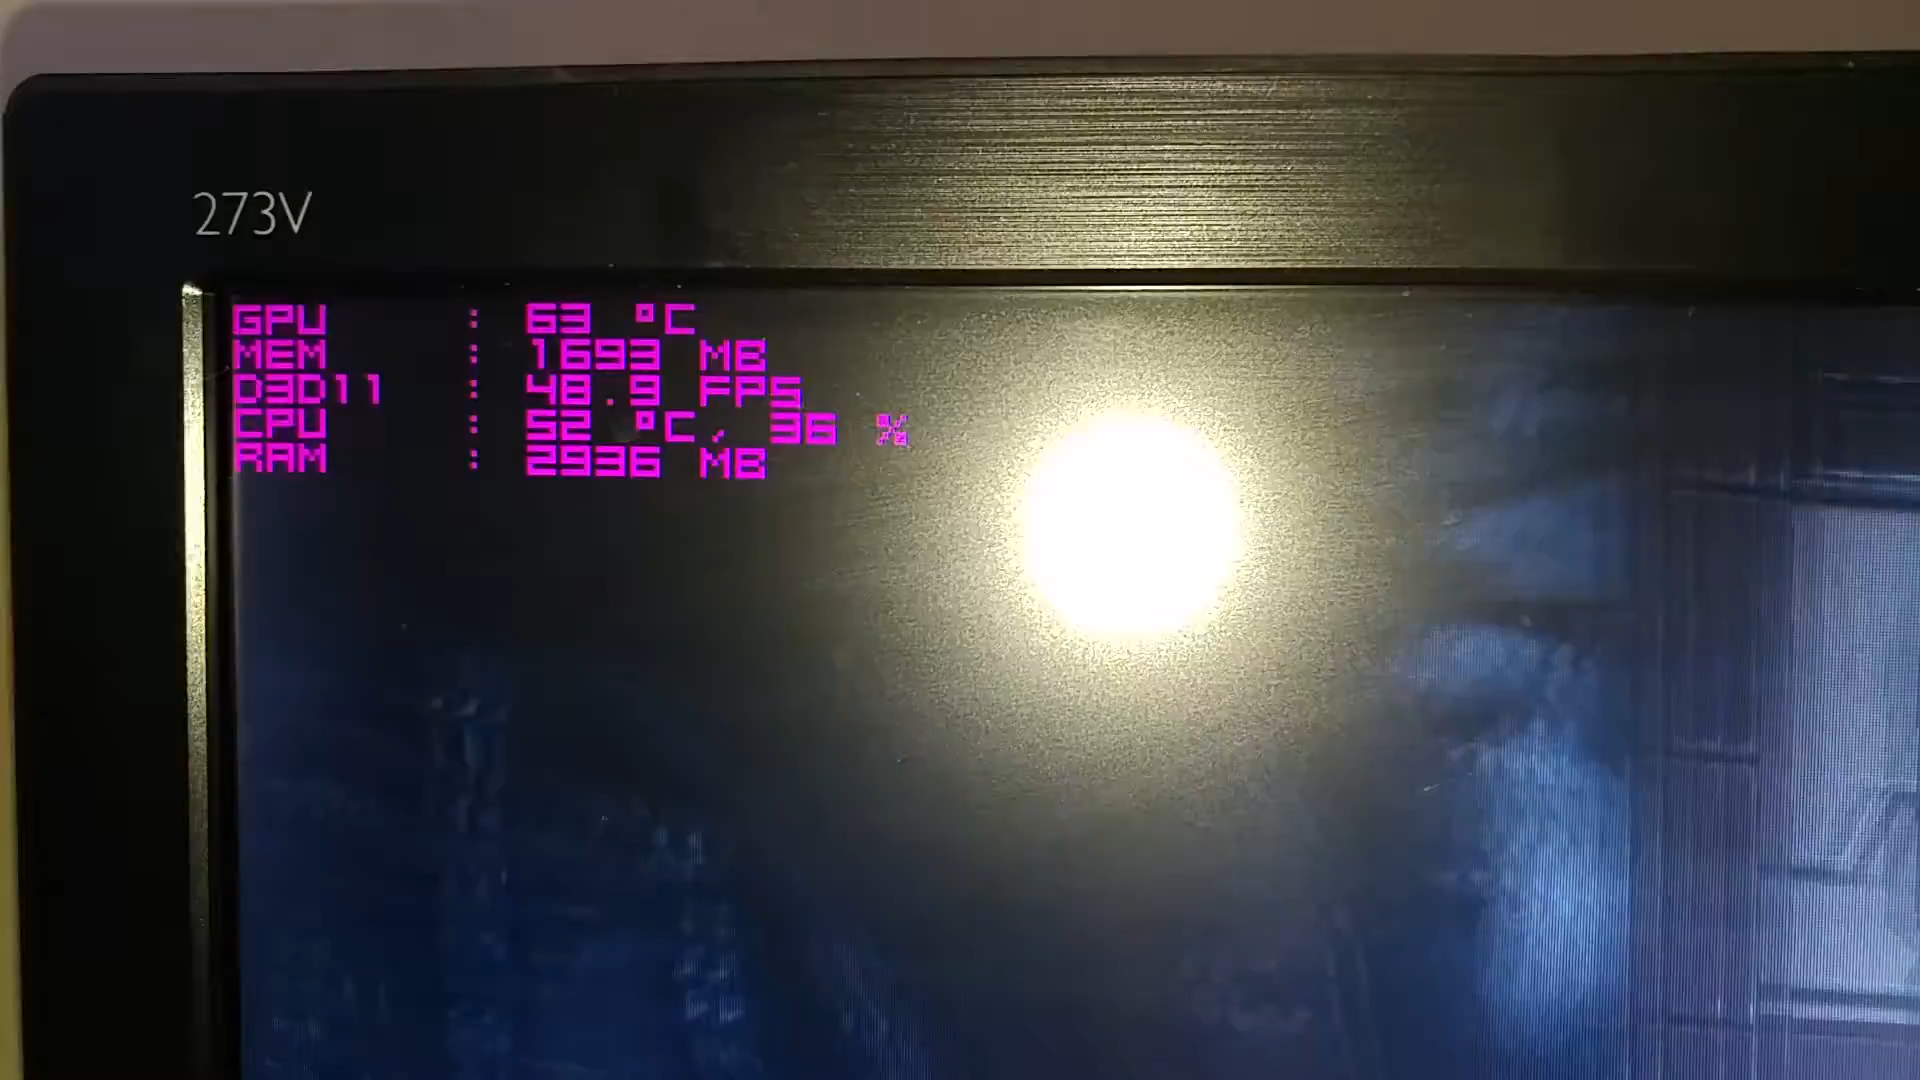 273V
GPU : 63 °C
MEM : 1693 MB
D3D11 : 48.9 FPS
CPU : 52 °C, 36 %
RAM : 2936 MB